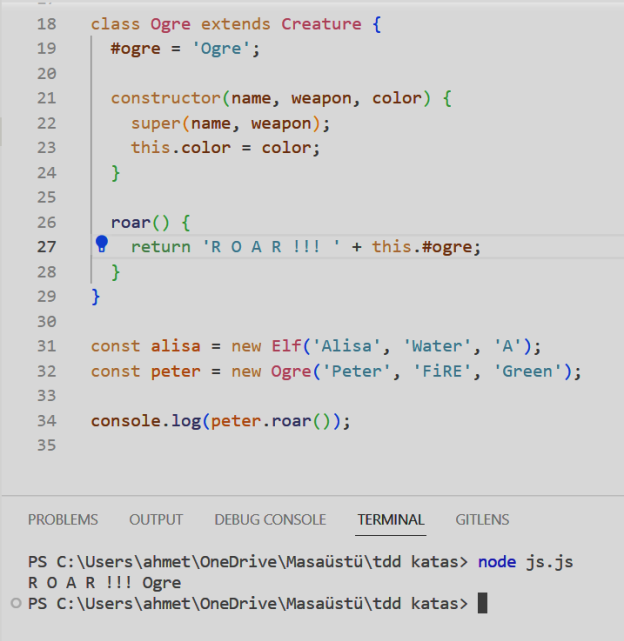 18 class Ogre extends Creature {
19 #ogre = 'Ogre';
20
21 constructor(name, weapon, color) {
22 super(name, weapon);
23 this.color = color;
24 }
25
26 roar() {
27 return 'R O A R !!! ' + this.#ogre;
28 }
29 }
30
31 const alisa = new Elf('Alisa', 'Water', 'A');
32 const peter = new Ogre('Peter', 'FiRE', 'Green');
33
34 console.log(peter.roar());
35
PROBLEMS OUTPUT DEBUG CONSOLE TERMINAL GITLENS
PS C:\Users\ahmet\OneDrive\Masaüstü\tdd katas> node js.js
R O A R !!! Ogre
PS C:\Users\ahmet\OneDrive\Masaüstü\tdd katas>